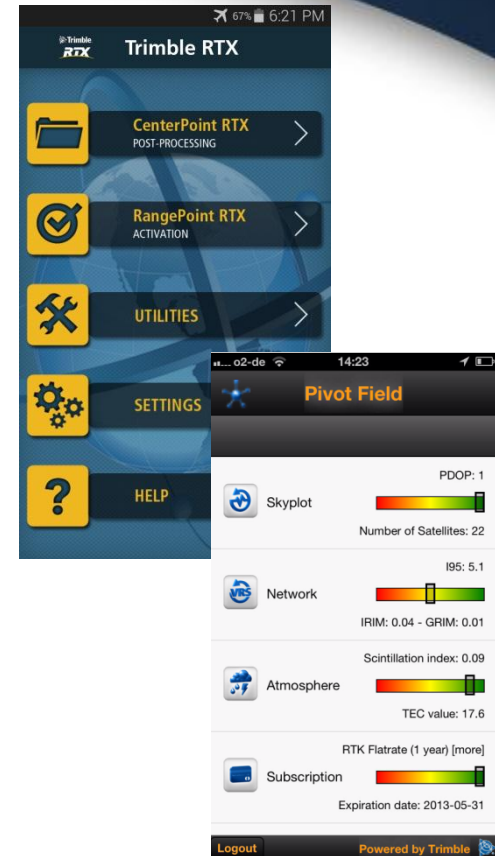 67% 6:21 PM
Trimble
RTX
Trimble RTX
CenterPoint RTX
POST-PROCESSING
RangePoint RTX
ACTIVATION
UTILITIES
SETTINGS
?
HELP
o2-de 14:23
Pivot Field
PDOP: 1
Skyplot
Number of Satellites: 22
I95: 5.1
VRS
Network
IRIM: 0.04 - GRIM: 0.01
Scintillation index: 0.09
Atmosphere
TEC value: 17.6
RTK Flatrate (1 year) [more]
Subscription
Expiration date: 2013-05-31
Logout Powered by Trimble